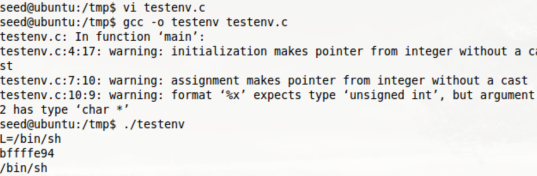 seed@ubuntu:/tmp$ vi testenv.c
seed@ubuntu:/tmp$ gcc -o testenv testenv.c
testenv.c: In function ‘main’:
testenv.c:4:17: warning: initialization makes pointer from integer without a ca
st
testenv.c:7:10: warning: assignment makes pointer from integer without a cast
testenv.c:10:9: warning: format ‘%x’ expects type ‘unsigned int’, but argument
2 has type ‘char *’
seed@ubuntu:/tmp$ ./testenv
L=/bin/sh
bffffe94
/bin/sh